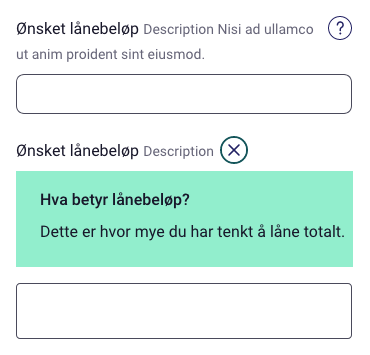 Ønsket lånebeløp Description Nisi ad ullamco ?
ut anim proident sint eiusmod.
Ønsket lånebeløp Description
Hva betyr lånebeløp?
Dette er hvor mye du har tenkt å låne totalt.